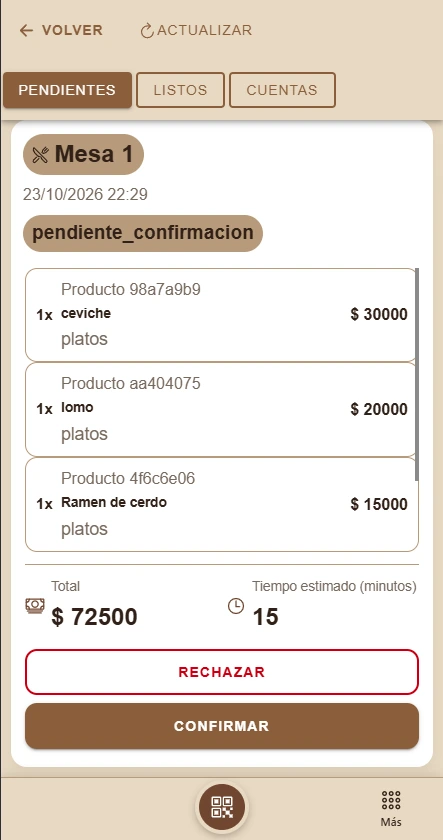 VOLVER
ACTUALIZAR
PENDIENTES
LISTOS
CUENTAS
Mesa 1
23/10/2026 22:29
pendiente_confirmacion
Producto 98a7a9b9
1x ceviche $ 30000
platos
Producto aa404075
1x lomo $ 20000
platos
Producto 4f6c6e06
1x Ramen de cerdo $ 15000
platos
Total
$ 72500
Tiempo estimado (minutos)
15
RECHAZAR
CONFIRMAR
Más